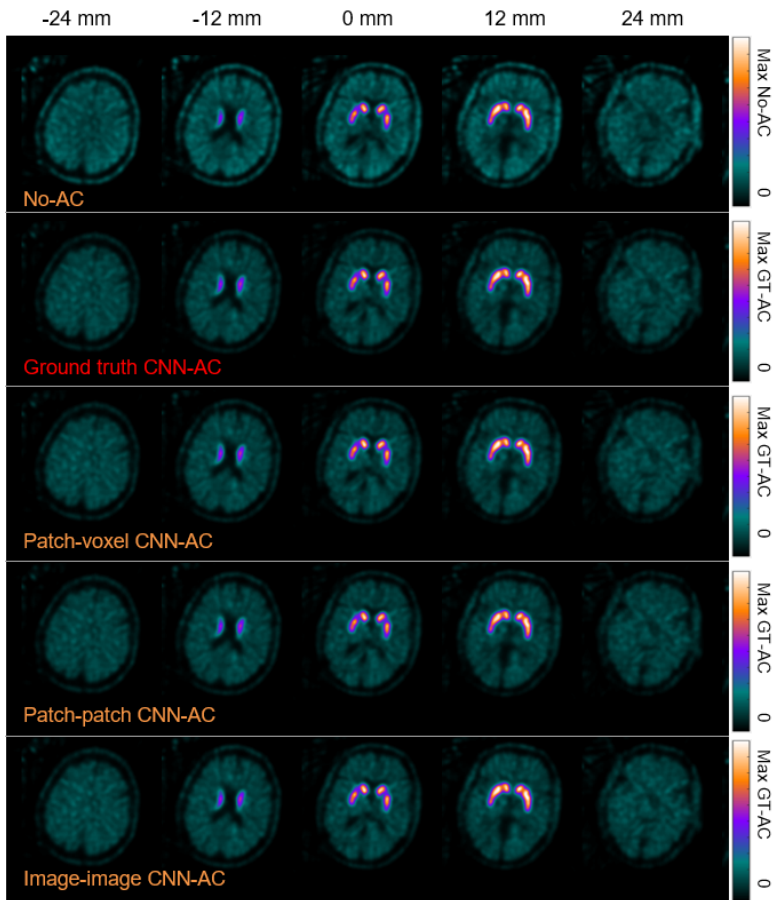 -24 mm -12 mm 0 mm 12 mm 24 mm
Max No-AC
0
No-AC
Max GT-AC
0
Ground truth CNN-AC
Max GT-AC
0
Patch-voxel CNN-AC
Max GT-AC
0
Patch-patch CNN-AC
Max GT-AC
0
Image-image CNN-AC